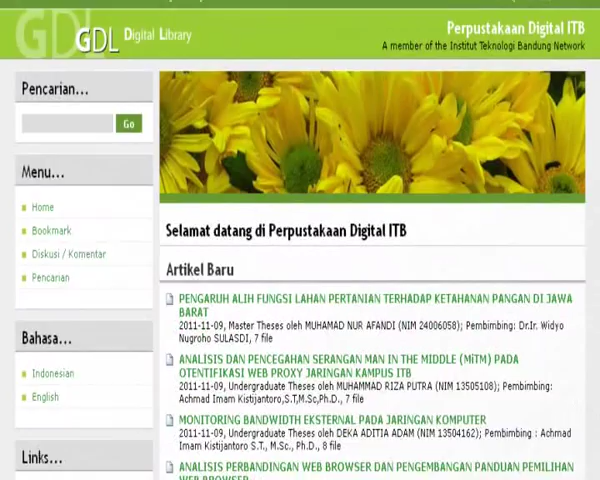 GDL Digital Library
Perpustakaan Digital ITB
A member of the Institut Teknologi Bandung Network
Pencarian...
Go
Menu...
Home
Bookmark
Diskusi / Komentar
Pencarian
Bahasa...
Indonesian
English
Links...
Selamat datang di Perpustakaan Digital ITB
Artikel Baru
PENGARUH ALIH FUNGSI LAHAN PERTANIAN TERHADAP KETAHANAN PANGAN DI JAWA
BARAT
2011-11-09, Master Theses oleh MUHAMAD NUR AFANDI (NIM 24006058); Pembimbing: Dr.Ir. Widyo
Nugroho SULASDI, 7 file
ANALISIS DAN PENCEGAHAN SERANGAN MAN IN THE MIDDLE (MiTM) PADA
OTENTIFIKASI WEB PROXY JARINGAN KAMPUS ITB
2011-11-09, Undergraduate Theses oleh MUHAMMAD RIZA PUTRA (NIM 13505108); Pembimbing:
Achmad Imam Kistijantoro,S.T,M.Sc,Ph.D., 7 file
MONITORING BANDWIDTH EKSTERNAL PADA JARINGAN KOMPUTER
2011-11-09, Undergraduate Theses oleh DEKA ADITIA ADAM (NIM 13504162); Pembimbing : Achmad
Imam Kistijantoro S.T., M.Sc., Ph.D., 8 file
ANALISIS PERBANDINGAN WEB BROWSER DAN PENGEMBANGAN PANDUAN PEMILIHAN
WEB BROWSER